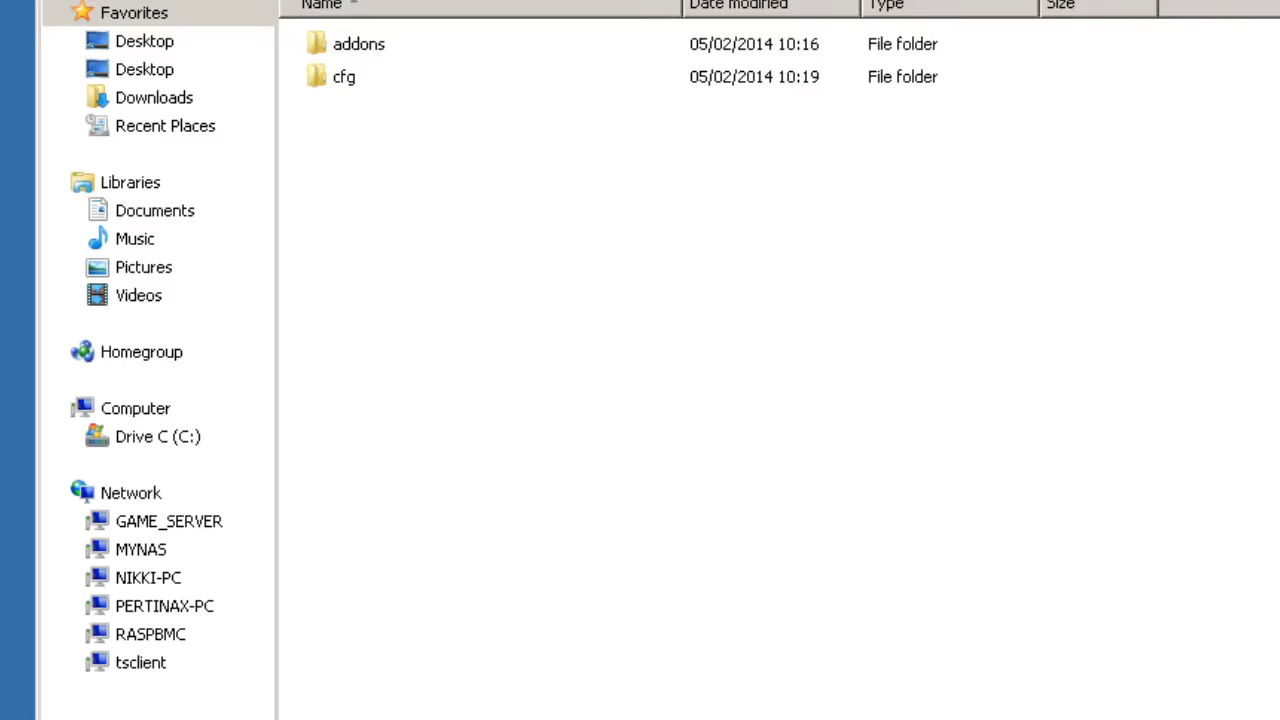 Favorites
Desktop
Desktop
Downloads
Recent Places
Libraries
Documents
Music
Pictures
Videos
Homegroup
Computer
Drive C (C:)
Network
GAME_SERVER
MYNAS
NIKKI-PC
PERTINAX-PC
RASPBMC
tsclient
Name Date modified Type Size
addons 05/02/2014 10:16 File folder
cfg 05/02/2014 10:19 File folder